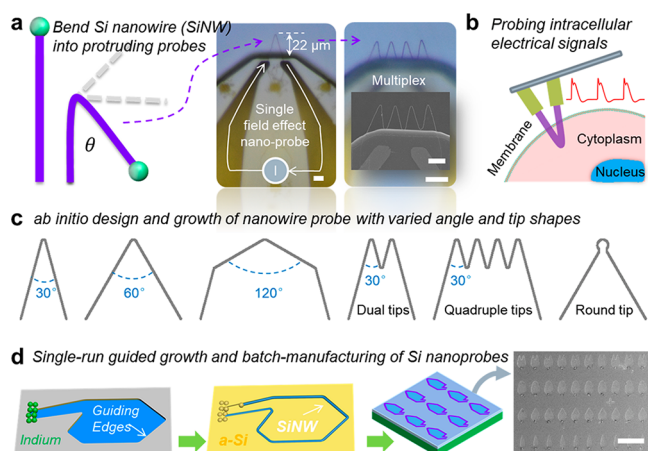 a
Bend Si nanowire (SiNW)
into protruding probes
θ
22 μm
Single
field effect
nano-probe
I
Multiplex
b
Probing intracellular
electrical signals
Membrane
Cytoplasm
Nucleus
c
ab initio design and growth of nanowire probe with varied angle and tip shapes
30°
60°
120°
30°
Dual tips
30°
Quadruple tips
Round tip
d
Single-run guided growth and batch-manufacturing of Si nanoprobes
Indium
Guiding
Edges
a-Si
SiNW